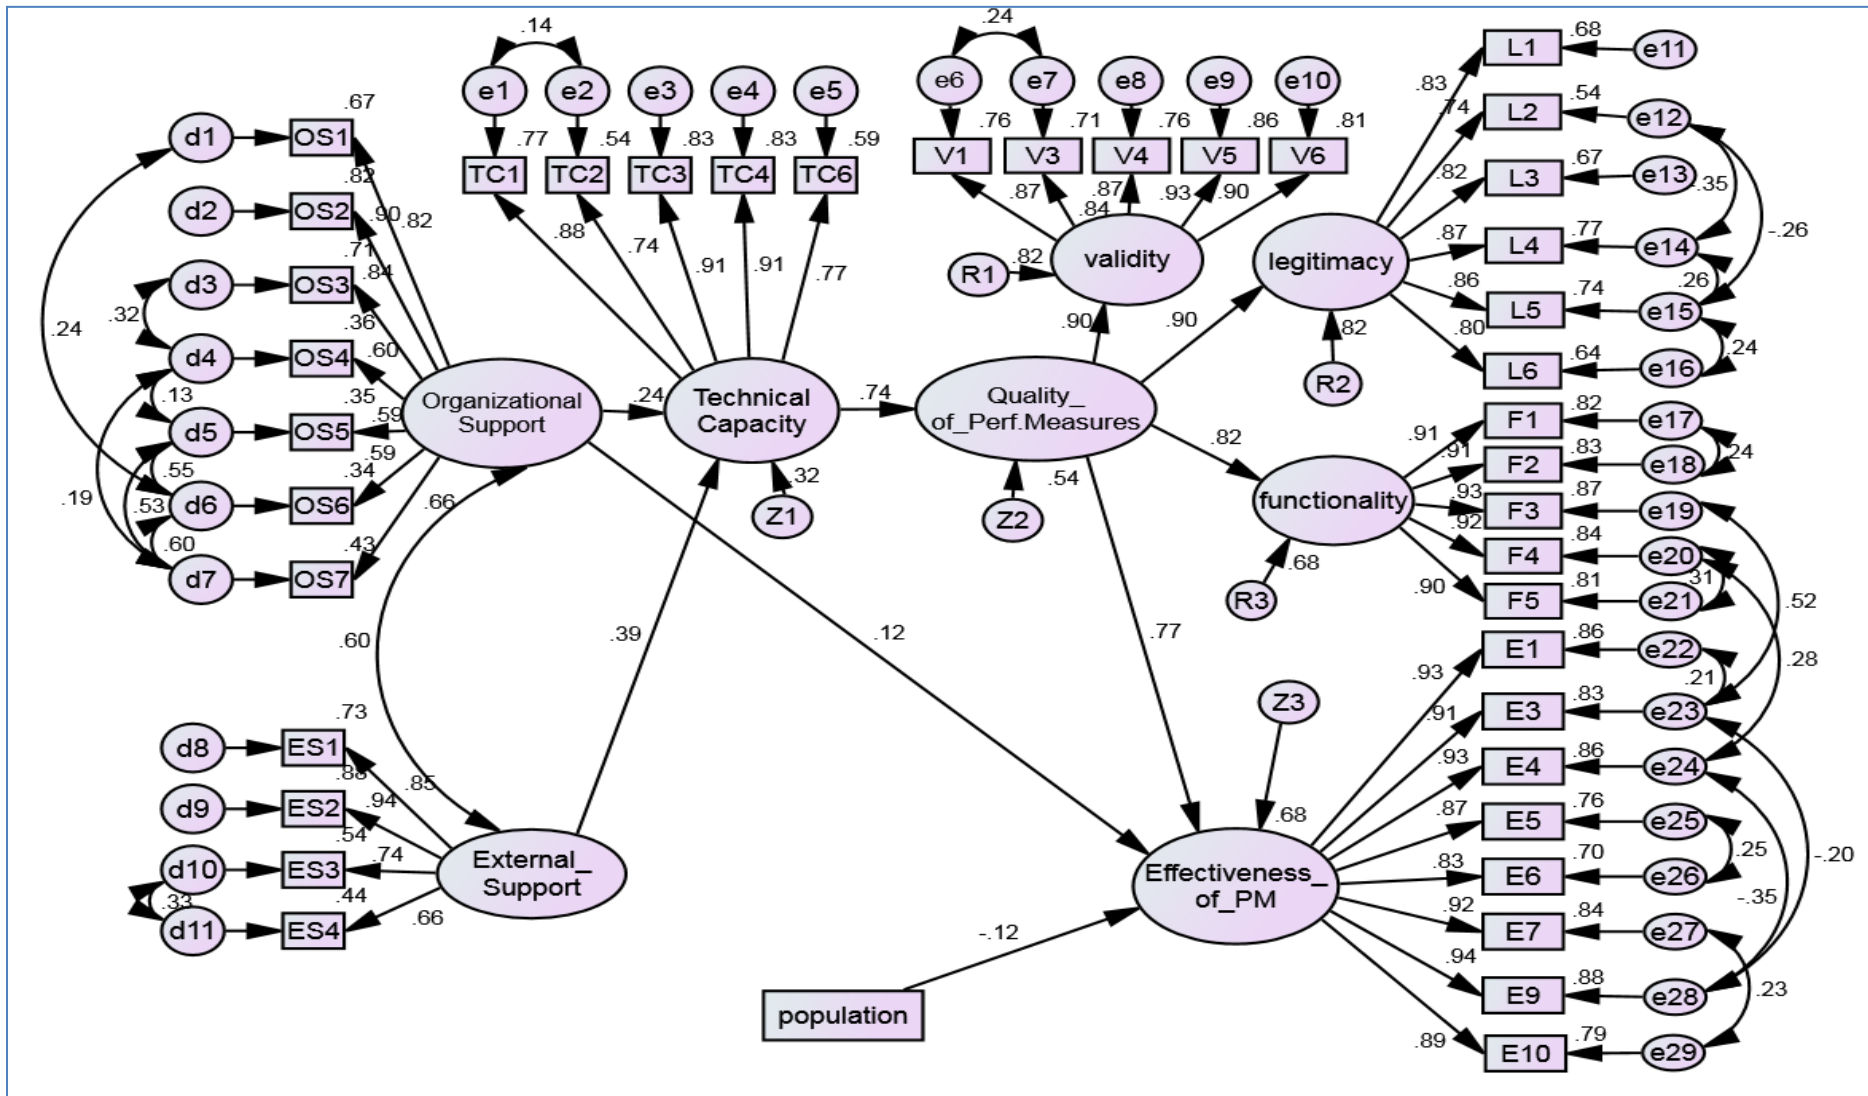 .14
e1 e2 e3 e4 e5
.77 .54 .83 .83 .59
TC1 TC2 TC3 TC4 TC6
.88 .74 .91 .91 .77
.24
e6 e7 e8 e9 e10
.76 .71 .76 .86 .81
V1 V3 V4 V5 V6
.87 .87 .84 .93 .90
R1 .82
validity
.90
.67
d1 OS1
.82
d2 OS2
.90 .82
.71
.84
d3 OS3
.36
.32
.60
d4 OS4
.35
.13
.59
d5 OS5
.59
.55
.34
d6 OS6
.24
.19
.53
.60
.43
d7 OS7
Organizational_
Support
.24
Technical
Capacity
.32
Z1
.74
Quality_
of_Perf.Measures
.54
Z2
.90
legitimacy
.82
R2
.83 L1 .68 e11
.74 L2 .54 e12
.82 L3 .67 e13
-.35
-.26
.87 L4 .77 e14
.26
.86 L5 .74 e15
.24
.80 L6 .64 e16
.82
functionality
.68
R3
.91 F1 .82 e17
.24
.91 F2 .83 e18
.93 F3 .87 e19
.92 F4 .84 e20
.31
.90 F5 .81 e21
.52
.28
.66
.60
.39
.12
.77
.93 E1 .86 e22
.21
.91 E3 .83 e23
.93 E4 .86 e24
.87 E5 .76 e25
.25
.83 E6 .70 e26
-.20
-.35
.92 E7 .84 e27
.94 E9 .88 e28
.23
.89 E10 .79 e29
Z3
.68
Effectiveness_
of_PM
.73
d8 ES1
.88
.85
d9 ES2
.94
.54
.74
d10 ES3
.33
.44
d11 ES4
.66
External_
Support
-.12
population